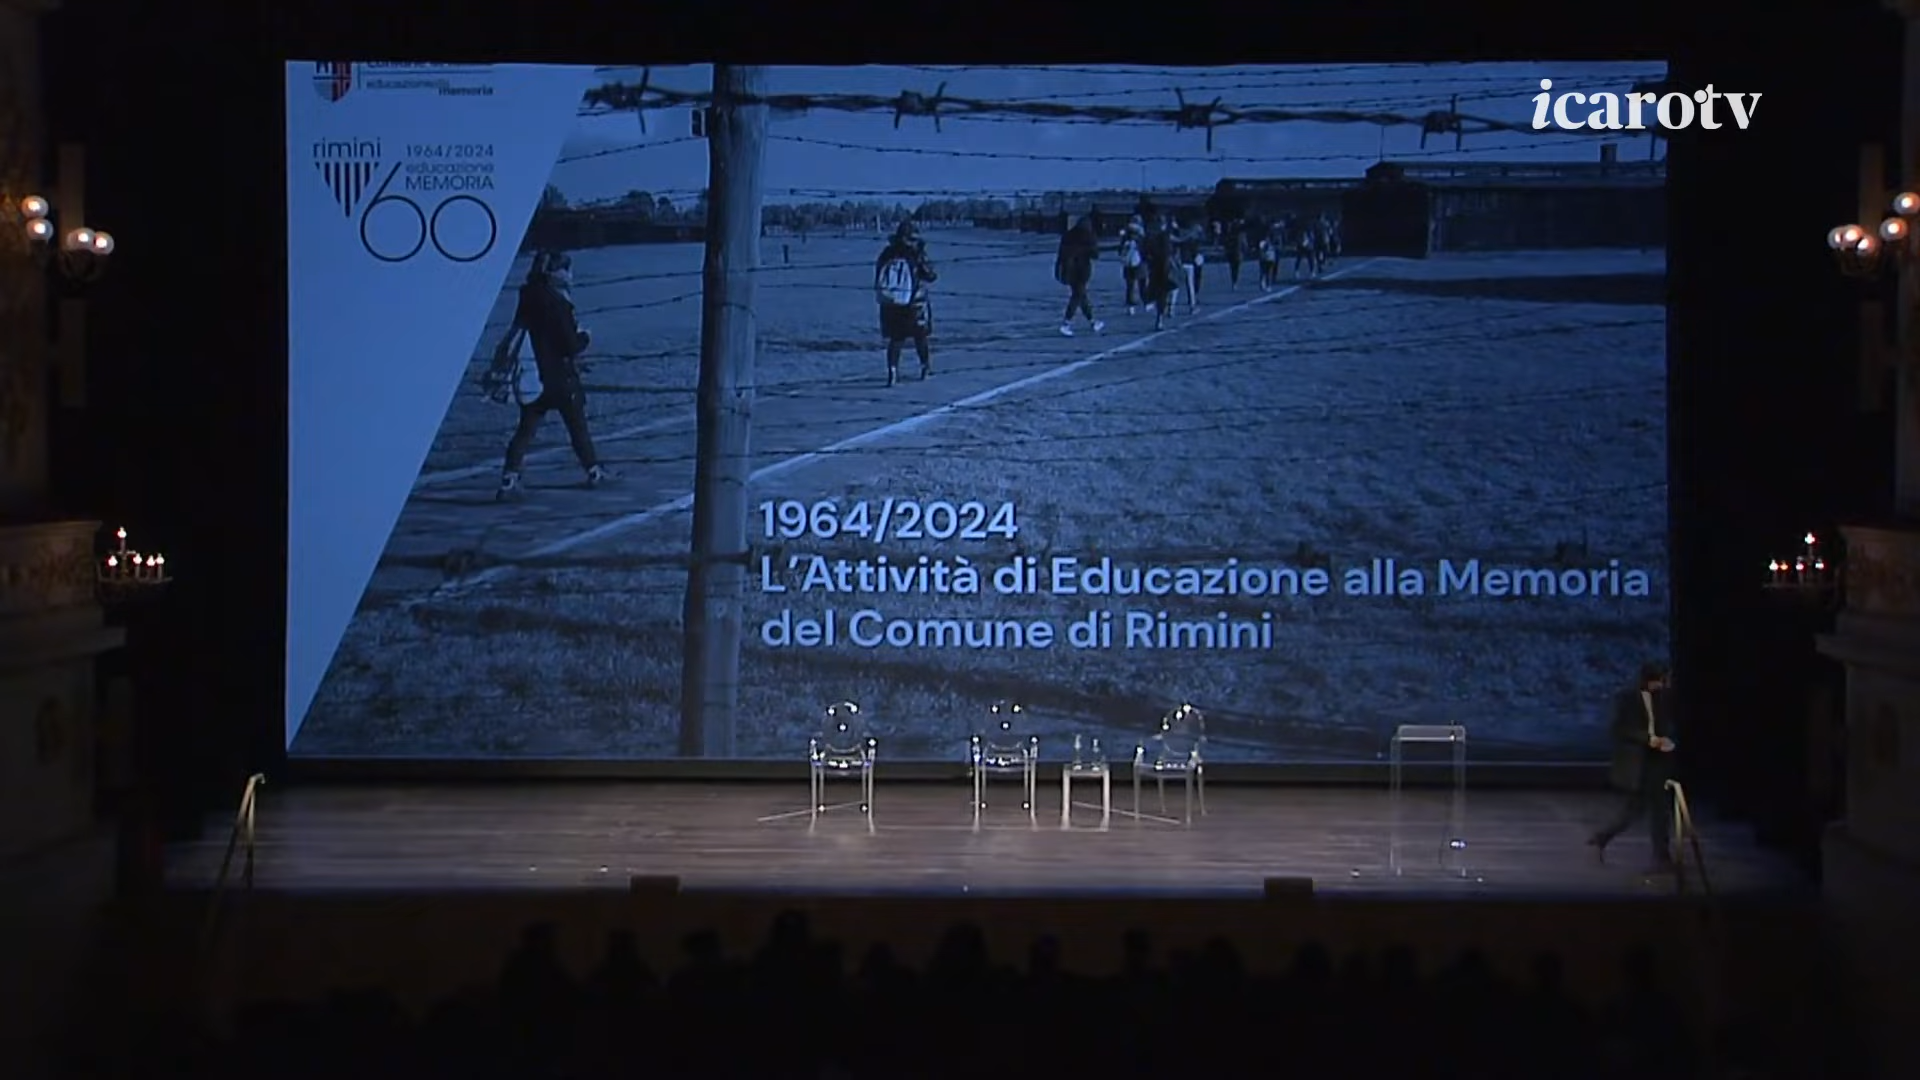 educazione alla
memoria
icarotv
rimini
1964/2024
educazione
MEMORIA
60
1964/2024
L'Attività di Educazione alla Memoria
del Comune di Rimini